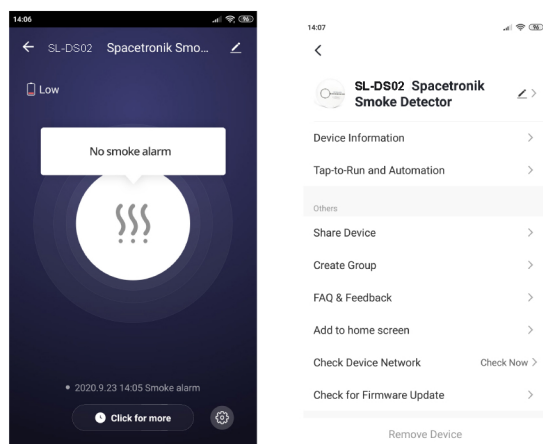 14:06
96
SL-DS02 Spacetronik Smo...
Low
No smoke alarm
2020.9.23 14:05 Smoke alarm
Click for more
14:07
96
SL-DS02 Spacetronik
Smoke Detector
Device Information
Tap-to-Run and Automation
Others
Share Device
Create Group
FAQ & Feedback
Add to home screen
Check Device Network Check Now
Check for Firmware Update
Remove Device